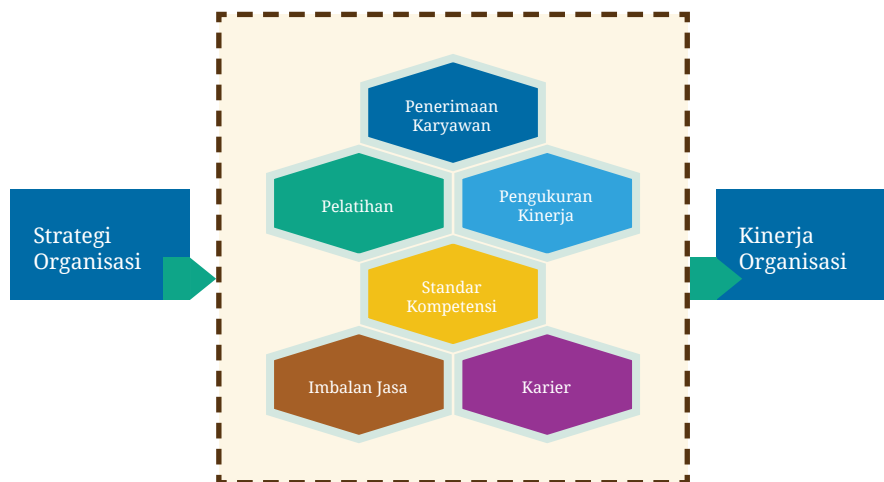 Penerimaan
Karyawan
Pelatihan
Pengukuran
Kinerja
Strategi
Organisasi
Kinerja
Organisasi
Standar
Kompetensi
Imbalan Jasa
Karier